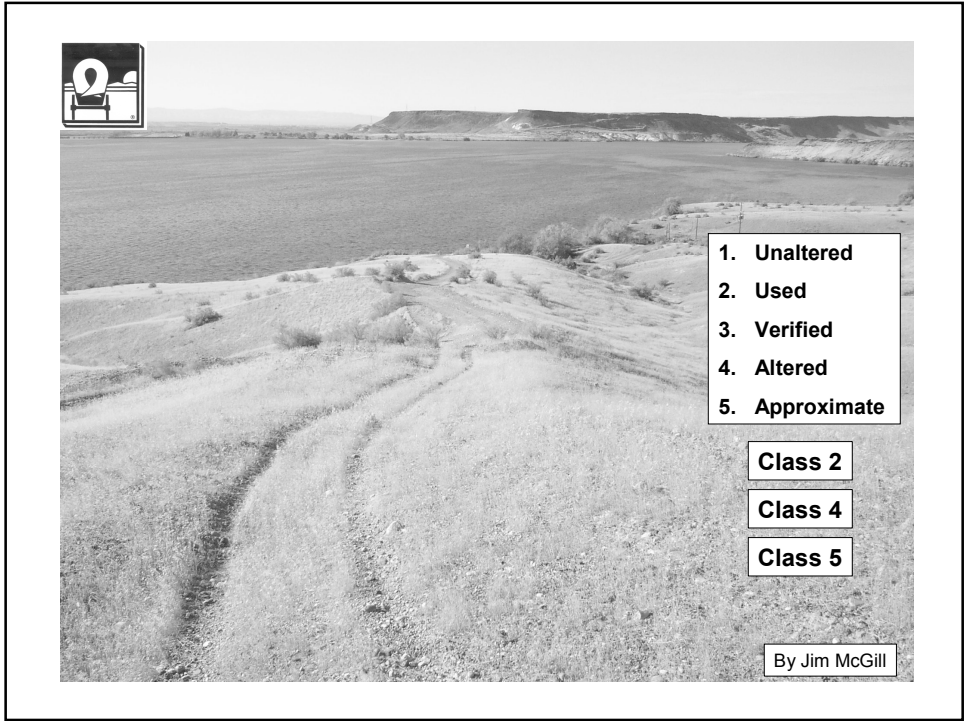 1. Unaltered
2. Used
3. Verified
4. Altered
5. Approximate
Class 2
Class 4
Class 5
By Jim McGill